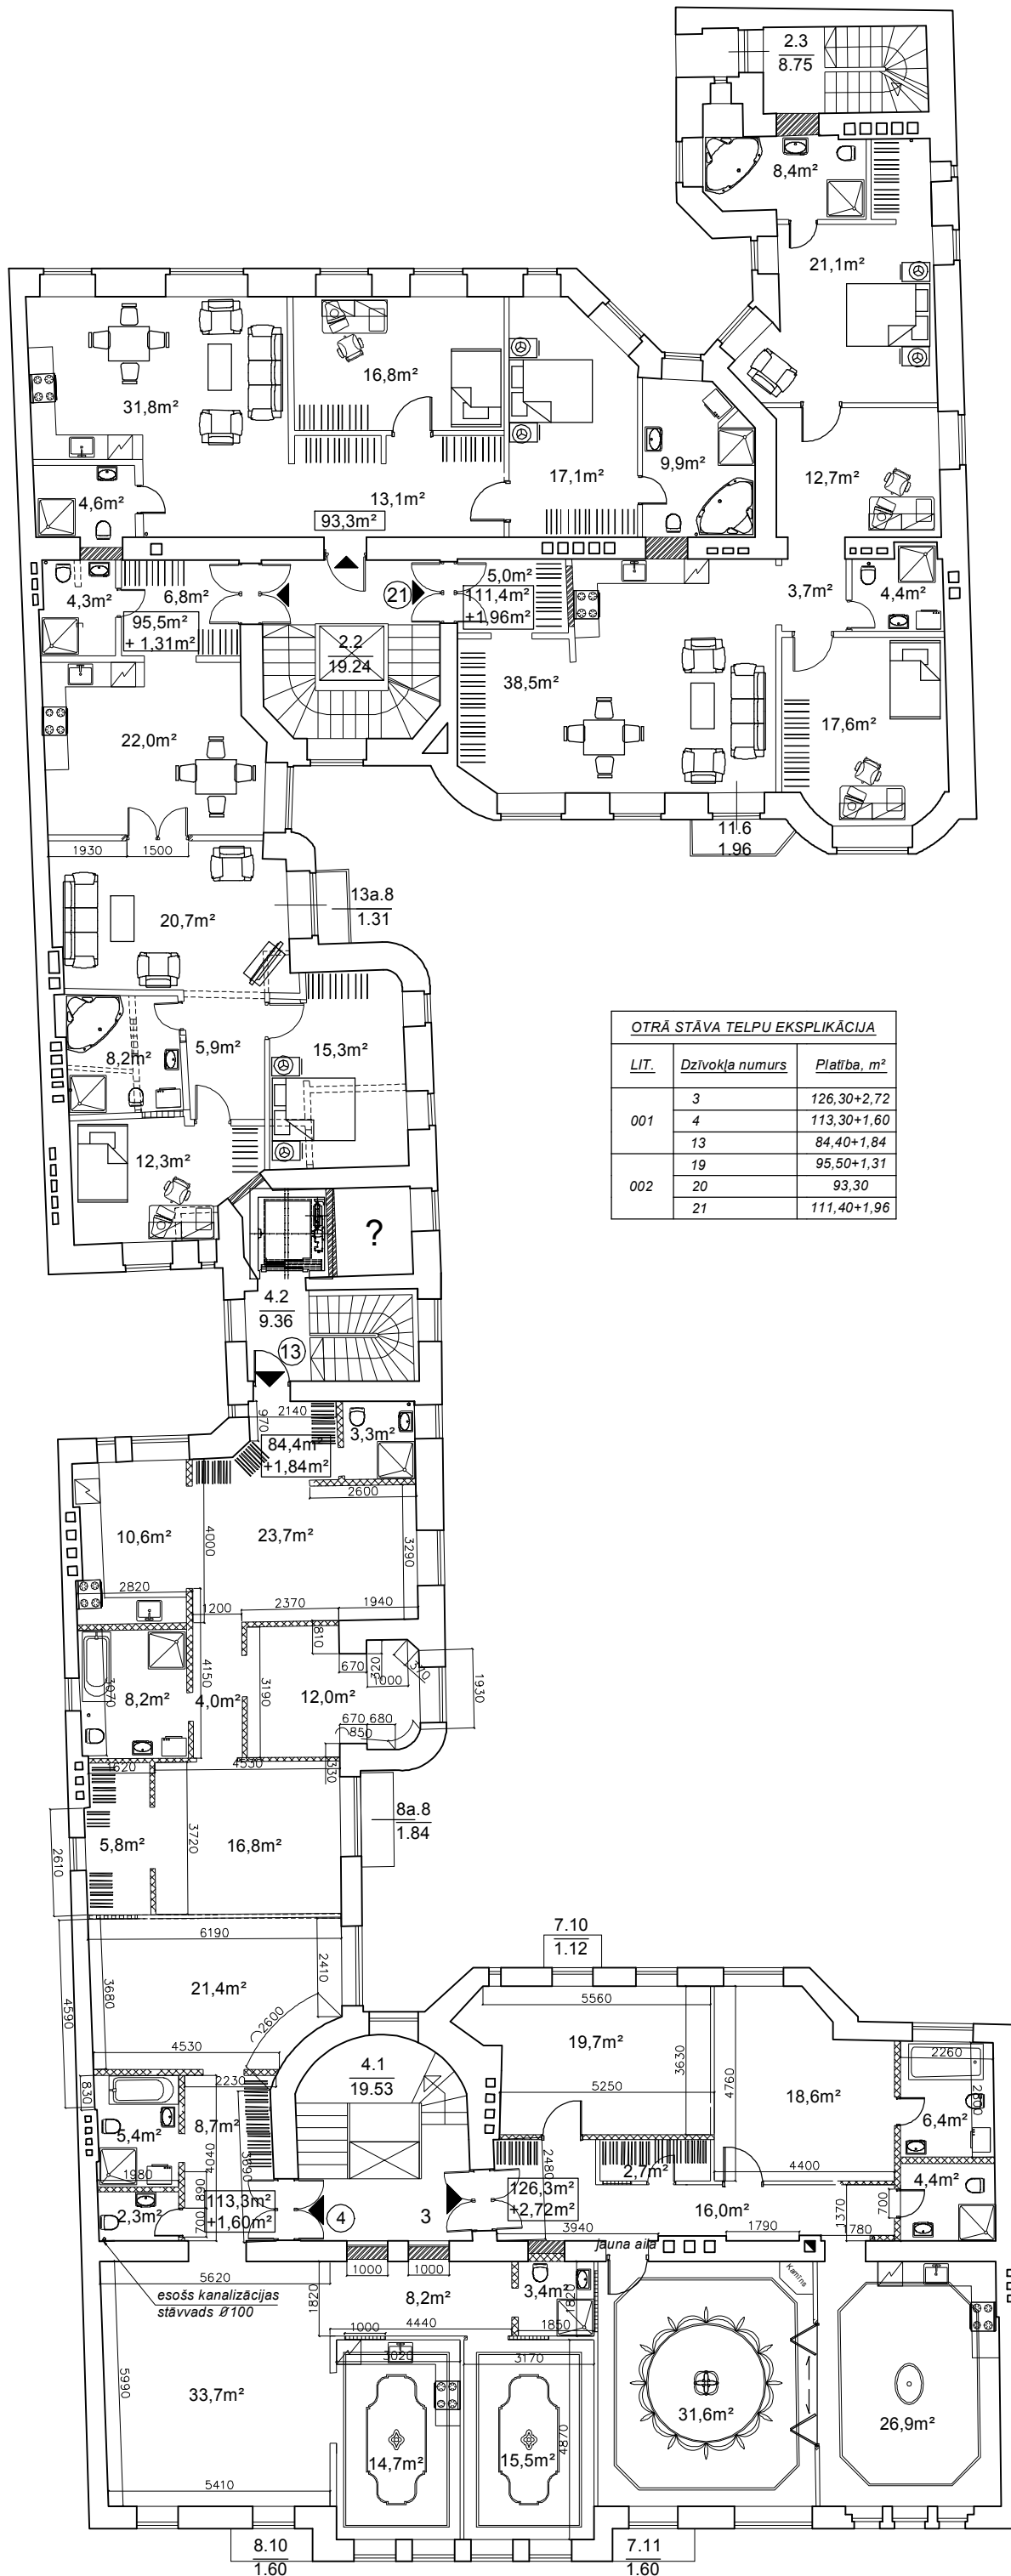 2.3
8.75
8,4m²
21,1m²
16,8m²
31,8m²
17,1m²
9,9m²
12,7m²
4,6m²
13,1m²
93,3m²
4,3m²
6,8m²
21
5,0m²
111,4m²
+1,96m²
3,7m²
4,4m²
95,5m²
+ 1,31m²
2.2
19.24
38,5m²
17,6m²
22,0m²
11.6
1.96
1930
1500
13a.8
1.31
20,7m²
8,2m²
5,9m²
15,3m²
12,3m²
OTRĀ STĀVA TELPU EKSPLIKĀCIJA
LIT. Dzīvokļa numurs Platība, m²
001
3 126,30+2,72
4 113,30+1,60
13 84,40+1,84
002
19 95,50+1,31
20 93,30
21 111,40+1,96
?
4.2
9.36
13
2140
970
84,4m
+1,84m²
3,3m²
2600
10,6m²
4000
23,7m²
3290
2820
1200
2370
1940
810
4150
3190
670
520
1000
1930
3070
8,2m²
4,0m²
12,0m²
670 680
850
1620
4530
330
8a.8
1.84
2610
5,8m²
3720
16,8m²
6190
2410
4590
3680
21,4m²
2600
4530
7.10
1.12
5560
19,7m²
3630
4760
18,6m²
2260
5250
6,4m²
4.1
19.53
830
2230
5,4m²
8,7m²
4040
1980
2480
2,7m²
4400
4,4m²
890
2,3m²
700
113,3m²
+1,60m²
4
3
126,3m²
+2,72m²
16,0m²
1370
700
3940
1790
1780
jauna aila
Kamīns
5620
esošs kanalizācijas
stāvvads Ø100
1820
1000
1000
8,2m²
3,4m²
1820
1850
1000
4440
3020
3170
5990
33,7m²
14,7m²
15,5m²
4870
31,6m²
26,9m²
5410
8.10
1.60
7.11
1.60